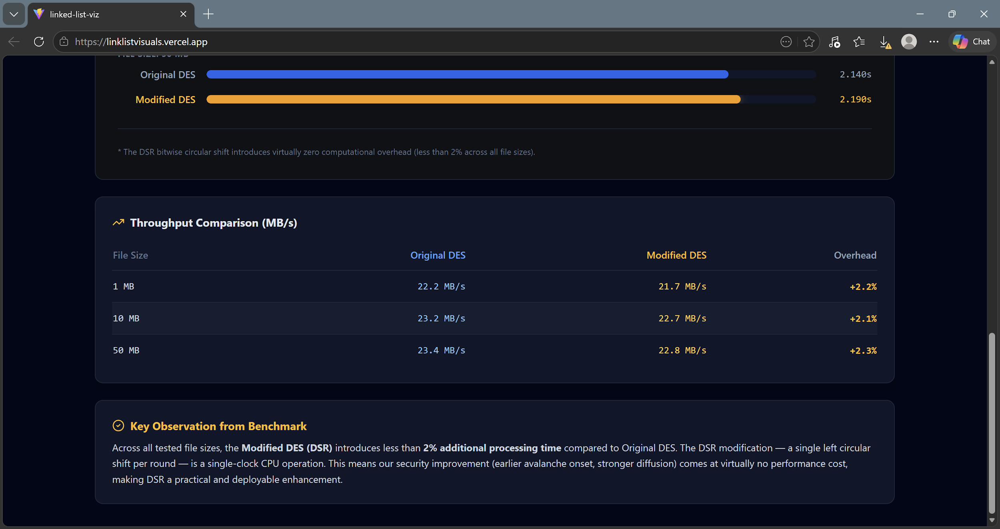 linked-list-viz
https://linklistvisuals.vercel.app
Chat
FILE SIZE: 50 MB
Original DES 2.140s
Modified DES 2.190s
* The DSR bitwise circular shift introduces virtually zero computational overhead (less than 2% across all file sizes).
Throughput Comparison (MB/s)
File Size Original DES Modified DES Overhead
1 MB 22.2 MB/s 21.7 MB/s +2.2%
10 MB 23.2 MB/s 22.7 MB/s +2.1%
50 MB 23.4 MB/s 22.8 MB/s +2.3%
Key Observation from Benchmark
Across all tested file sizes, the Modified DES (DSR) introduces less than 2% additional processing time compared to Original DES. The DSR modification — a single left circular
shift per round — is a single-clock CPU operation. This means our security improvement (earlier avalanche onset, stronger diffusion) comes at virtually no performance cost,
making DSR a practical and deployable enhancement.